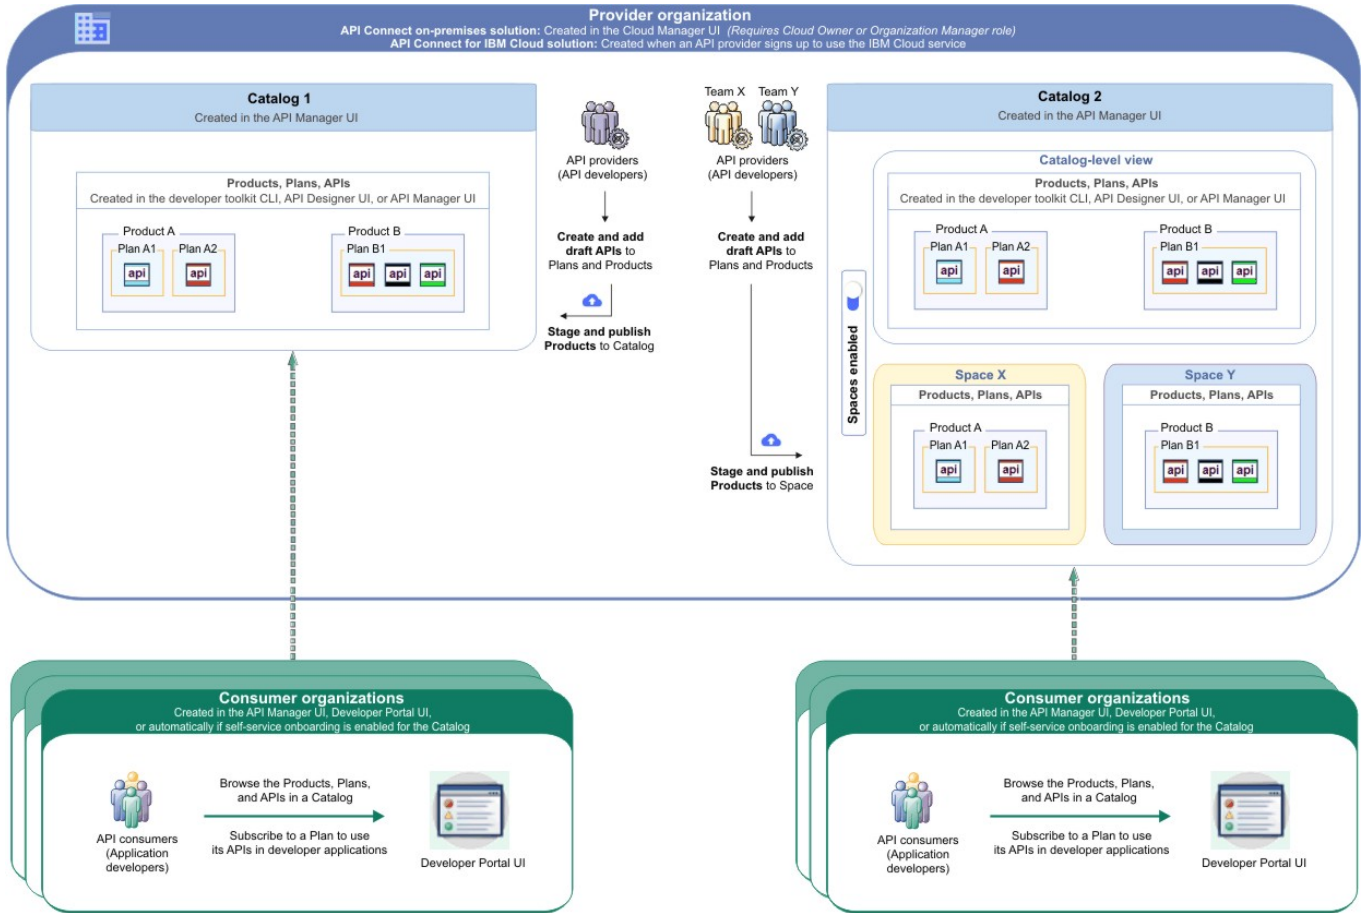 Provider organization
API Connect on-premises solution: Created in the Cloud Manager UI (Requires Cloud Owner or Organization Manager role)
API Connect for IBM Cloud solution: Created when an API provider signs up to use the IBM Cloud service
Catalog 1
Created in the API Manager UI
Products, Plans, APIs
Created in the developer toolkit CLI, API Designer UI, or API Manager UI
Product A
Plan A1
Plan A2
api
api
Product B
Plan B1
api
api
api
API providers
(API developers)
Create and add
draft APIs to
Plans and Products
Stage and publish
Products to Catalog
Team X
Team Y
API providers
(API developers)
Create and add
draft APIs to
Plans and Products
Stage and publish
Products to Space
Catalog 2
Created in the API Manager UI
Spaces enabled
Catalog-level view
Products, Plans, APIs
Created in the developer toolkit CLI, API Designer UI, or API Manager UI
Product A
Plan A1
Plan A2
api
api
Product B
Plan B1
api
api
api
Space X
Products, Plans, APIs
Product A
Plan A1
Plan A2
api
api
Space Y
Products, Plans, APIs
Product B
Plan B1
api
api
api
Consumer organizations
Created in the API Manager UI, Developer Portal UI,
or automatically if self-service onboarding is enabled for the Catalog
API consumers
(Application
developers)
Browse the Products, Plans,
and APIs in a Catalog
Subscribe to a Plan to use
its APIs in developer applications
Developer Portal UI
Consumer organizations
Created in the API Manager UI, Developer Portal UI,
or automatically if self-service onboarding is enabled for the Catalog
API consumers
(Application
developers)
Browse the Products, Plans,
and APIs in a Catalog
Subscribe to a Plan to use
its APIs in developer applications
Developer Portal UI